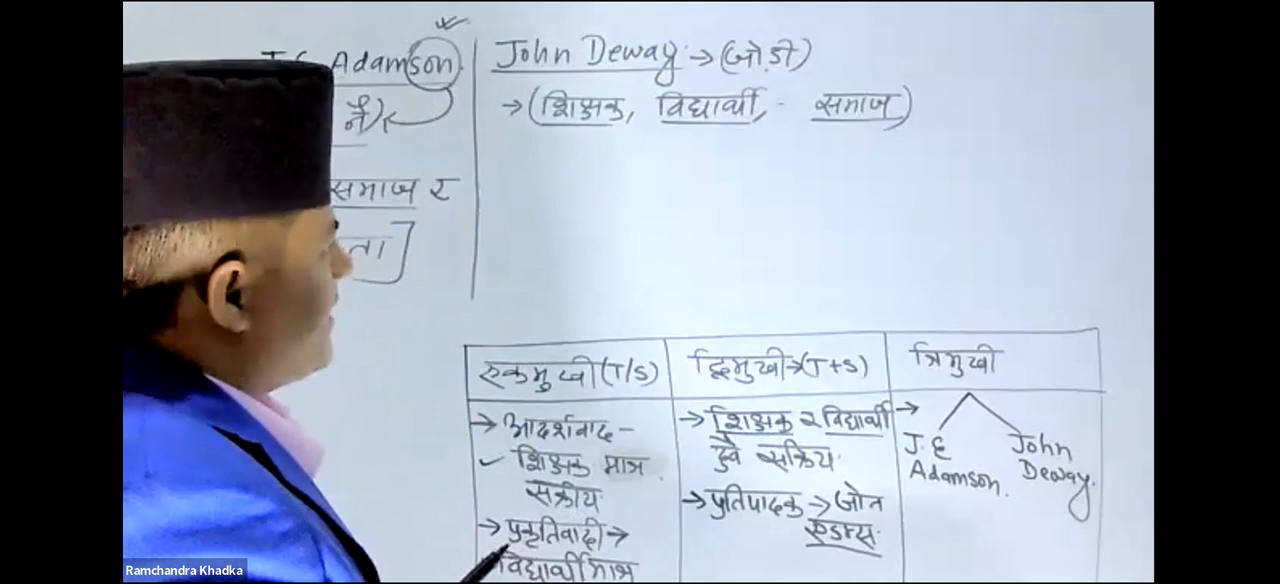 Adamson
John Deway → (जोडी)
नै)
→ (शिक्षक, विद्यार्थी, समाज)
समाज र
ता]
एकमुखी (T/S)
द्विमुखी → (T+S)
त्रिमुखी
→ आदर्शवाद -
✓ शिक्षक मात्र
सक्रीय
→ प्रकृतिवादी →
विद्यार्थी मात्र
→ शिक्षक र विद्यार्थी
दुवै सक्रिय
→ प्रतिपादक → जोन
एडम्स
→
J.E
Adamson.
John
Deway.
Ramchandra Khadka